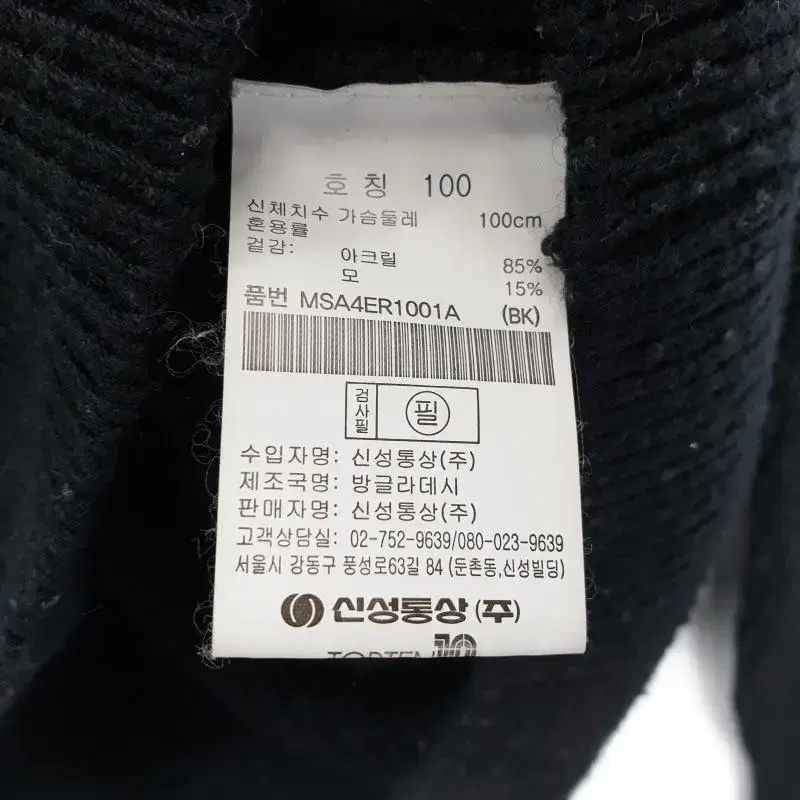 호칭 100
신체치수 가슴둘레 100cm
혼용률
겉감: 아크릴 85%
모 15%
품번 MSA4ER1001A (BK)
검사필 필
수입자명: 신성통상(주)
제조국명: 방글라데시
판매자명: 신성통상(주)
고객상담실: 02-752-9639/080-023-9639
서울시 강동구 풍성로63길 84 (둔촌동,신성빌딩)
신성통상(주)
TOPTEN10